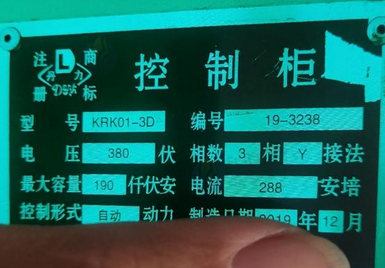 注 商
册 标
控制柜
型号 KRK01-3D 编号 19-3238
电压 380 伏 相数 3 相 Y 接法
最大容量 190 仟伏安 电流 288 安培
控制形式 自动 动力 制造日期 2019 年 12 月